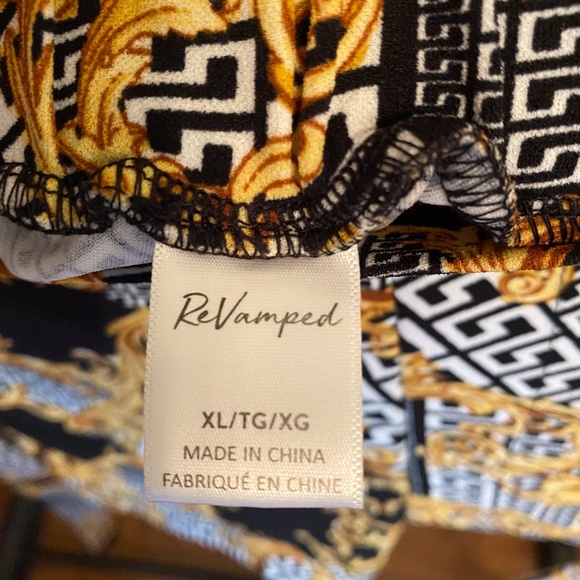 ReVamped
XL/TG/XG
MADE IN CHINA
FABRIQUÉ EN CHINE